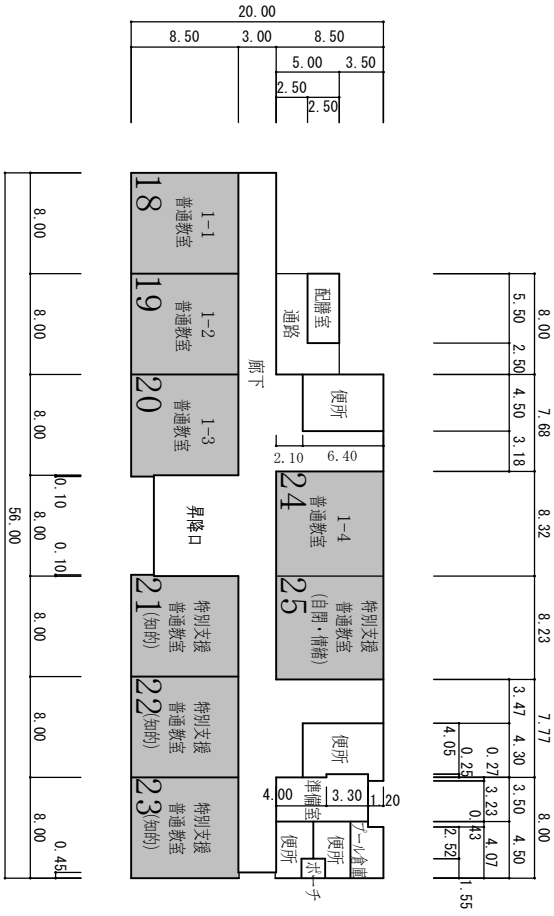 20.00
8.50
3.00
8.50
5.00
3.50
2.50
2.50
18
1-1
普通教室
19
1-2
普通教室
20
1-3
普通教室
昇降口
21
特別支援
普通教室
(知的)
22
特別支援
普通教室
(知的)
23
特別支援
普通教室
(知的)
廊下
通路
配膳室
便所
2.10
6.40
24
1-4
普通教室
25
特別支援
普通教室
(自閉・情緒)
便所
準備室
4.00
3.30
1.20
便所
便所
プール倉庫
ポーチ
56.00
8.00
8.00
8.00
0.10
8.00
0.10
8.00
8.00
8.00
0.45
8.00
7.68
8.32
8.23
7.77
8.00
5.50
2.50
4.50
3.18
3.47
4.30
3.50
4.50
0.27
3.23
4.07
4.05
0.25
0.43
2.52
1.55